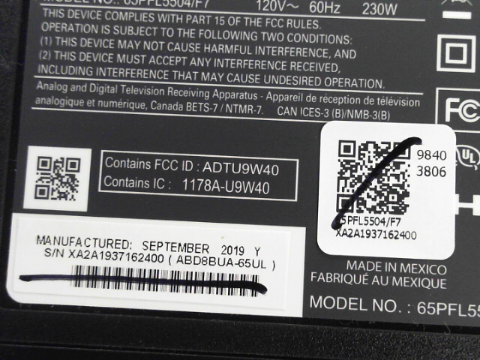 65PFL5504/F7 120V~ 60Hz 230W
THIS DEVICE COMPLIES WITH PART 15 OF THE FCC RULES.
OPERATION IS SUBJECT TO THE FOLLOWING TWO CONDITIONS:
(1) THIS DEVICE MAY NOT CAUSE HARMFUL INTERFERENCE, AND
(2) THIS DEVICE MUST ACCEPT ANY INTERFERENCE RECEIVED,
INCLUDING INTERFERENCE THAT MAY CAUSE UNDESIRED OPERATION.
Analog and Digital Television Receiving Apparatus - Appareil de réception de télévision
analogique et numérique, Canada BETS-7 / NTMR-7. CAN ICES-3 (B)/NMB-3(B)
FC
UL
9840
3806
65PFL5504/F7
XA2A1937162400
Contains FCC ID : ADTU9W40
Contains IC : 1178A-U9W40
MANUFACTURED: SEPTEMBER 2019 Y
S/N XA2A1937162400 ( ABD8BUA-65UL )
MADE IN MEXICO
FABRIQUÉ AU MEXIQUE
MODEL NO. : 65PFL55